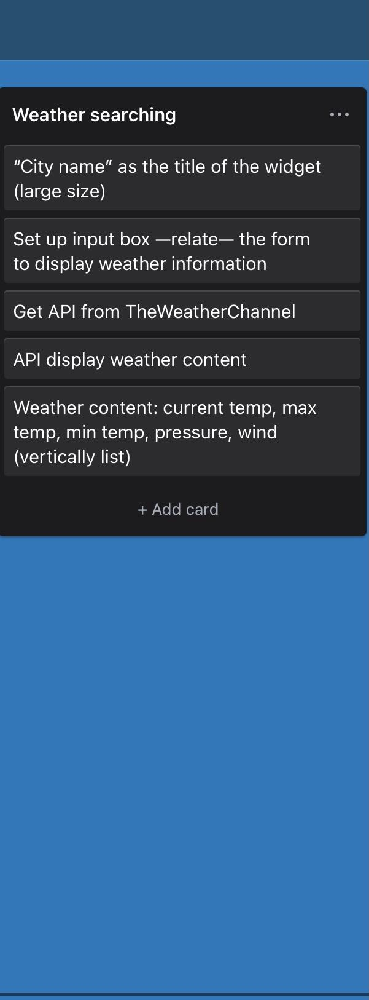 Weather searching
“City name” as the title of the widget
(large size)
Set up input box —relate— the form
to display weather information
Get API from TheWeatherChannel
API display weather content
Weather content: current temp, max
temp, min temp, pressure, wind
(vertically list)
+ Add card